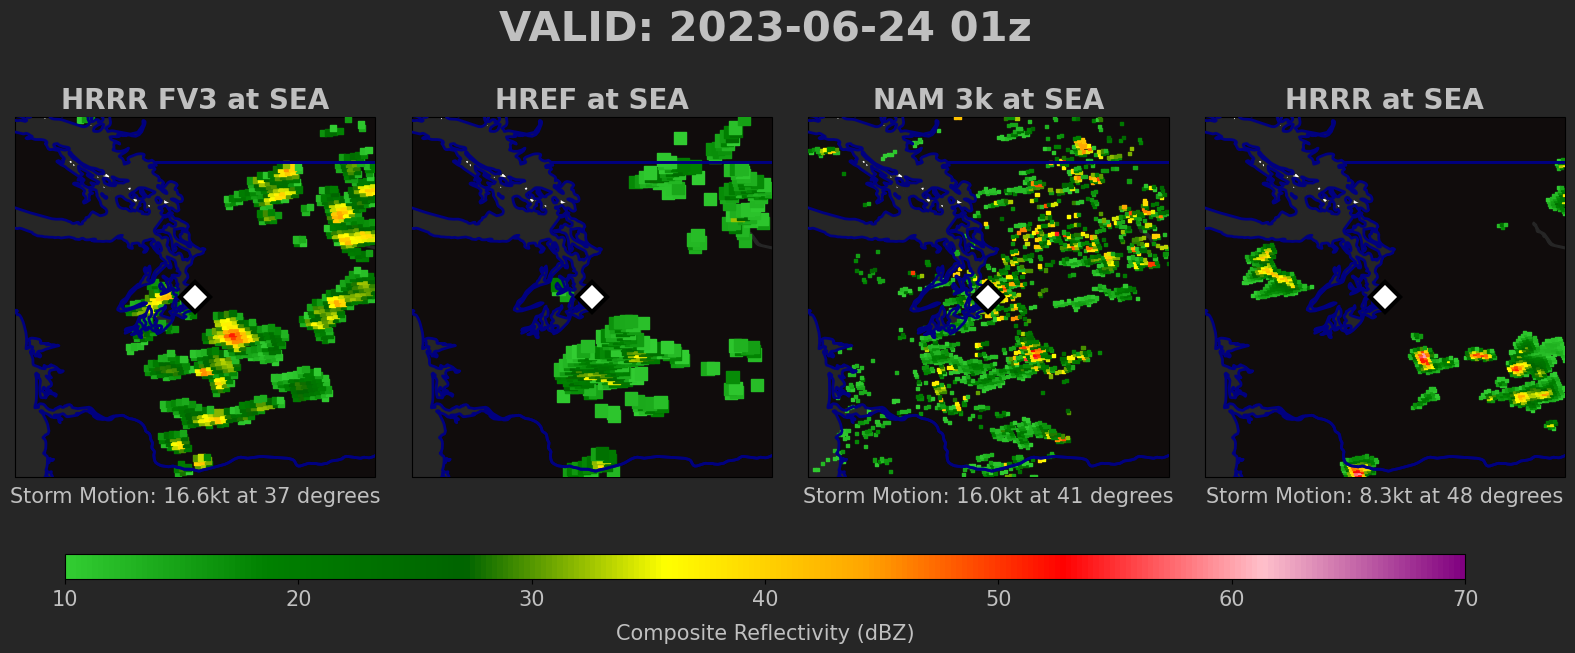 VALID: 2023-06-24 01z
HRRR FV3 at SEA
HREF at SEA
NAM 3k at SEA
HRRR at SEA
Storm Motion: 16.6kt at 37 degrees
Storm Motion: 16.0kt at 41 degrees
Storm Motion: 8.3kt at 48 degrees
10 20 30 40 50 60 70
Composite Reflectivity (dBZ)